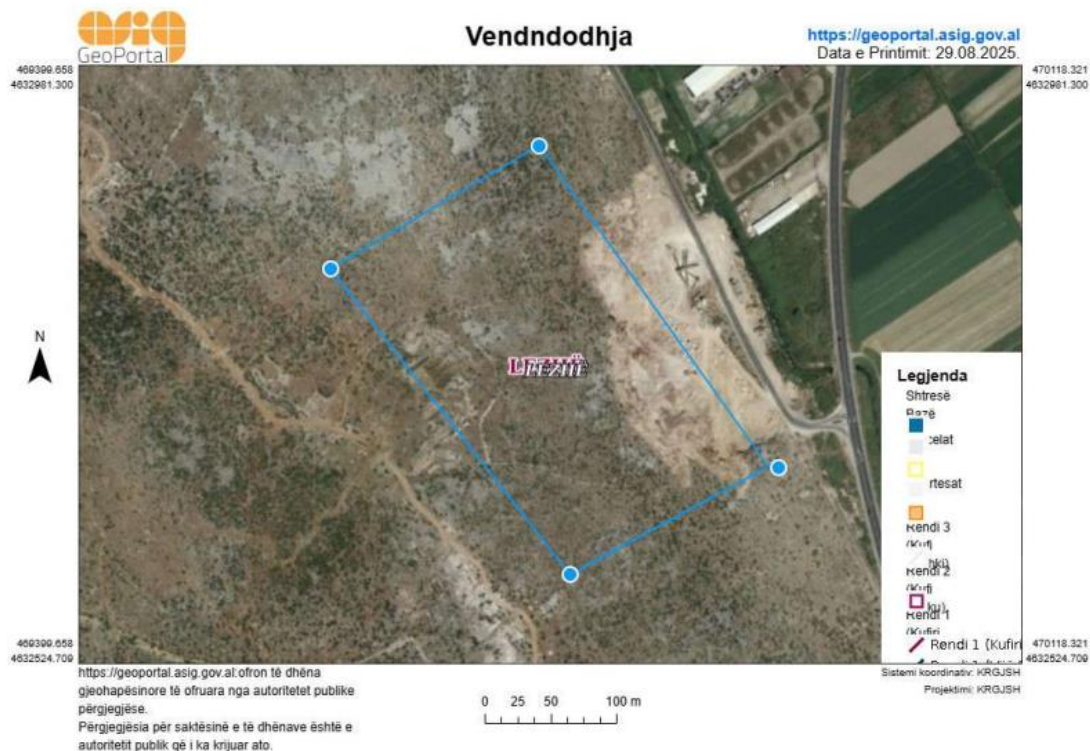 asig
GeoPortal
Vendndodhja
https://geoportal.asig.gov.al
Data e Printimit: 29.08.2025.
469399.658
4632981.300
470118.321
4632981.300
N
LEZHË
Legjenda
Shtresë
Bazë
Rendi 3
Rendi 2
Rendi 1
Rendi 1 (Kufiri
469399.658
4632524.709
470118.321
4632524.709
Sistemi koordinativ: KRGJSH
Projektimi: KRGJSH
https://geoportal.asig.gov.al:ofron të dhëna
gjeohapësinore të ofruara nga autoritetet publike
përgjegjëse.
Përgjegjësia për saktësinë e të dhënave është e
autoritetit publik që i ka krijuar ato.
0 25 50 100 m